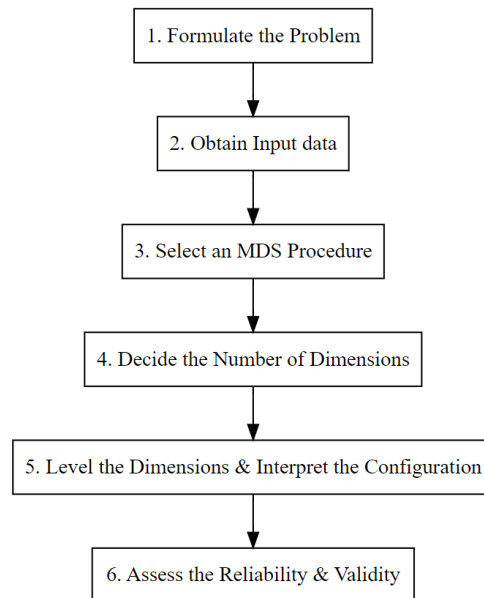 1. Formulate the Problem
2. Obtain Input data
3. Select an MDS Procedure
4. Decide the Number of Dimensions
5. Level the Dimensions & Interpret the Configuration
6. Assess the Reliability & Validity